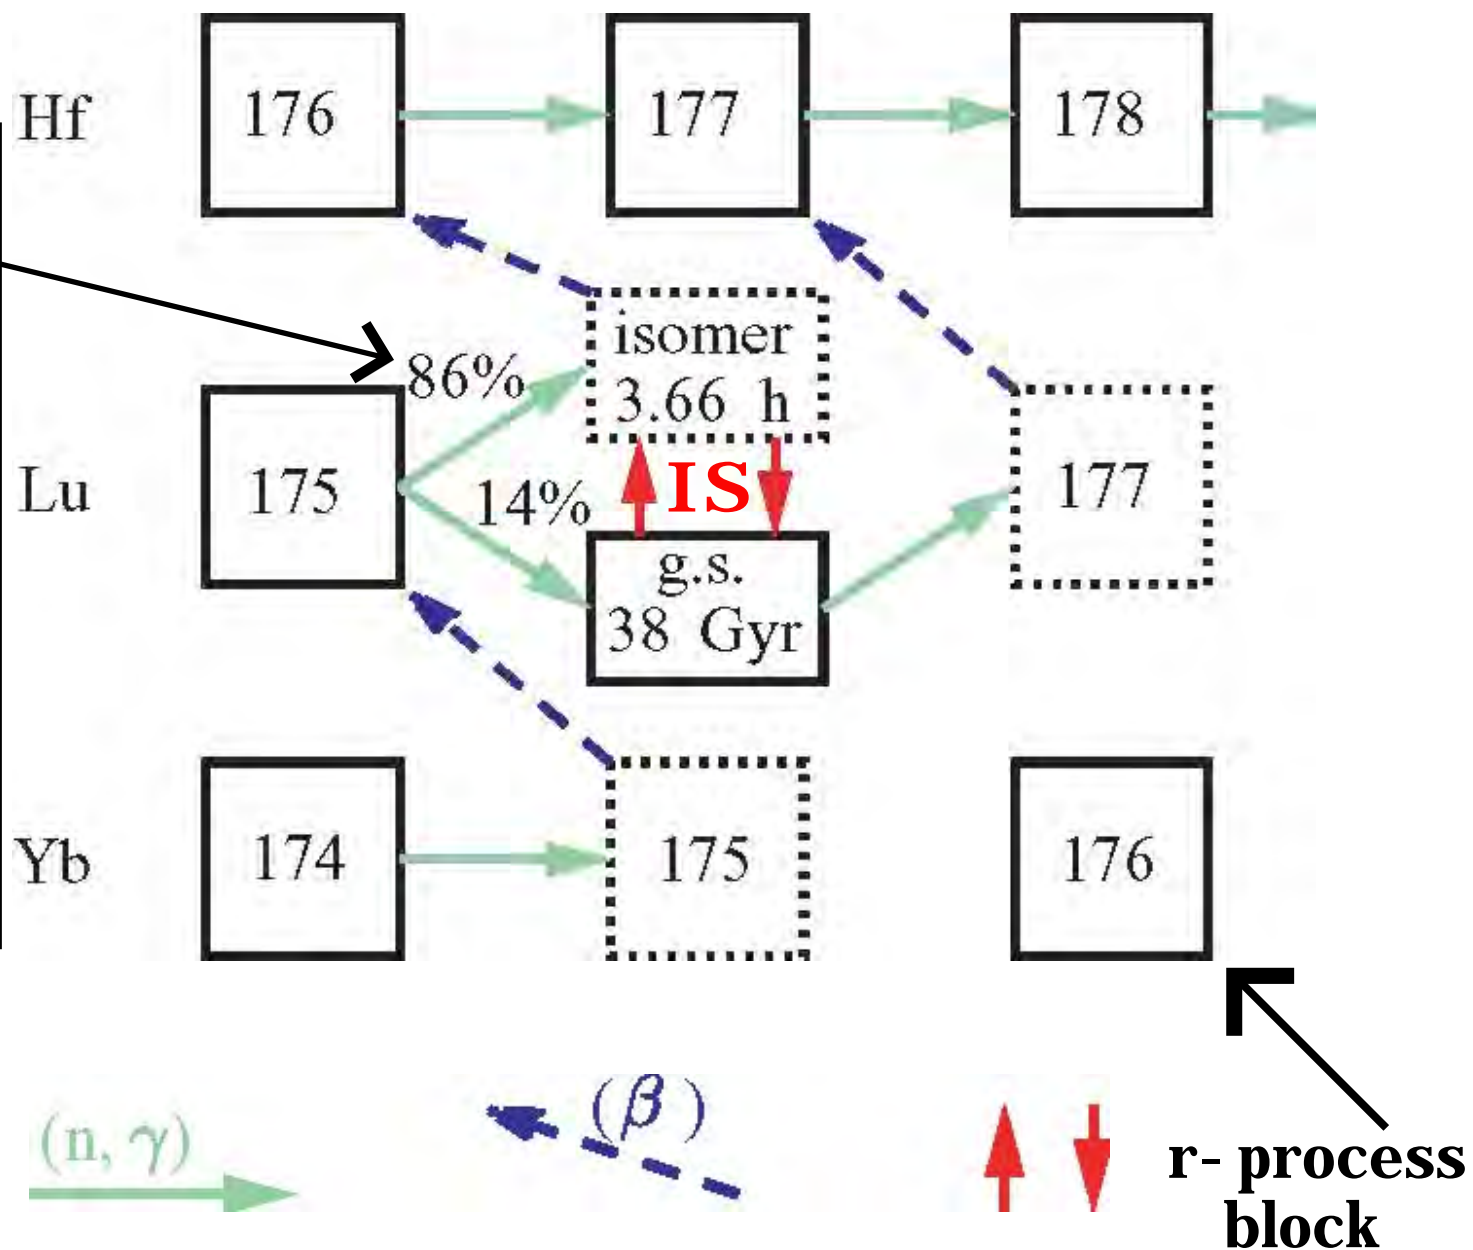 Hf
176
177
178
isomer
3.66 h
86%
Lu
175
IS
177
14%
g.s.
38 Gyr
Yb
174
175
176
(n, γ)
(β )
r- process
block